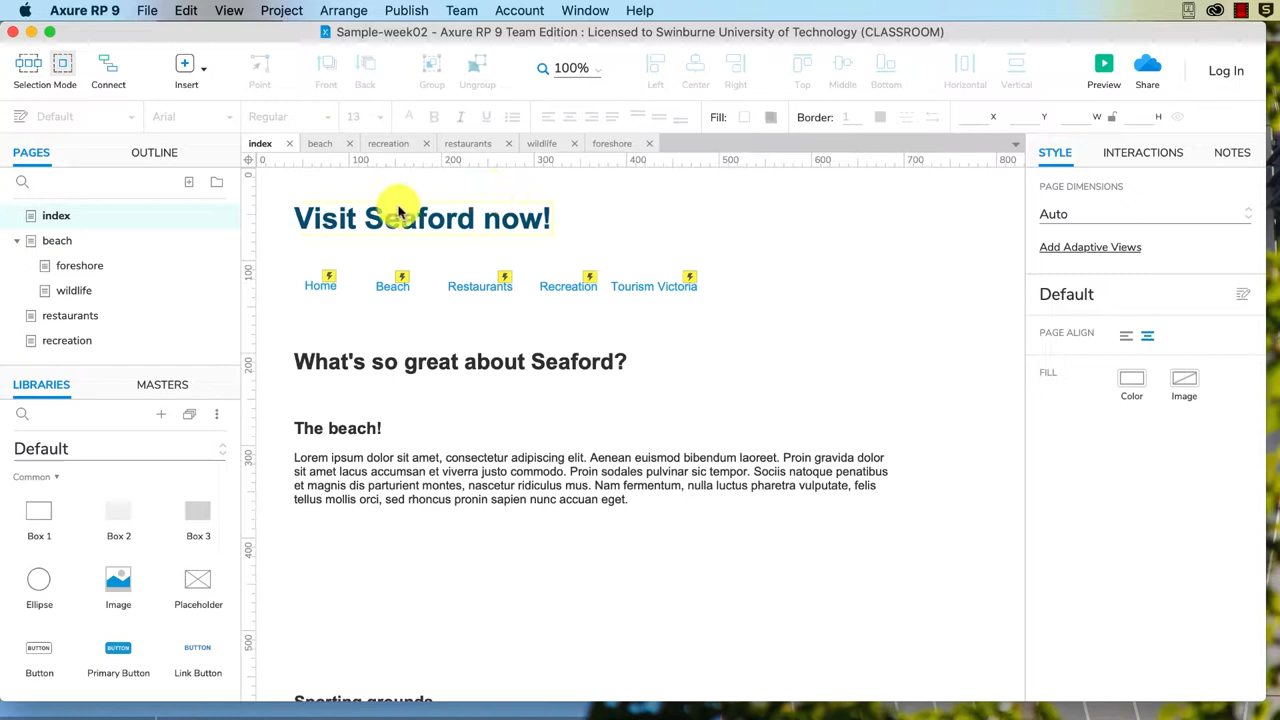 Axure RP 9 File Edit View Project Arrange Publish Team Account Window Help
Sample-week02 - Axure RP 9 Team Edition : Licensed to Swinburne University of Technology (CLASSROOM)
100%
Log In
Selection Mode Connect Insert Point Front Back Group Ungroup Left Center Right Top Middle Bottom Horizontal Vertical Preview Share
Default Arial Regular 13 Fill: Border: 1 X Y W H
index beach recreation restaurants wildlife foreshore
PAGES OUTLINE
0 100 200 300 400 500 600 700 800
STYLE INTERACTIONS NOTES
PAGE DIMENSIONS
Auto
Add Adaptive Views
Default
PAGE ALIGN
FILL
Color Image
index
beach
foreshore
wildlife
restaurants
recreation
LIBRARIES MASTERS
Default
Common
Box 1 Box 2 Box 3
Ellipse Image Placeholder
BUTTON BUTTON BUTTON
Button Primary Button Link Button
0
100
200
300
400
500
Visit Seaford now!
Home Beach Restaurants Recreation Tourism Victoria
What's so great about Seaford?
The beach!
Lorem ipsum dolor sit amet, consectetur adipiscing elit. Aenean euismod bibendum laoreet. Proin gravida dolor
sit amet lacus accumsan et viverra justo commodo. Proin sodales pulvinar sic tempor. Sociis natoque penatibus
et magnis dis parturient montes, nascetur ridiculus mus. Nam fermentum, nulla luctus pharetra vulputate, felis
tellus mollis orci, sed rhoncus pronin sapien nunc accuan eget.
Sporting grounds